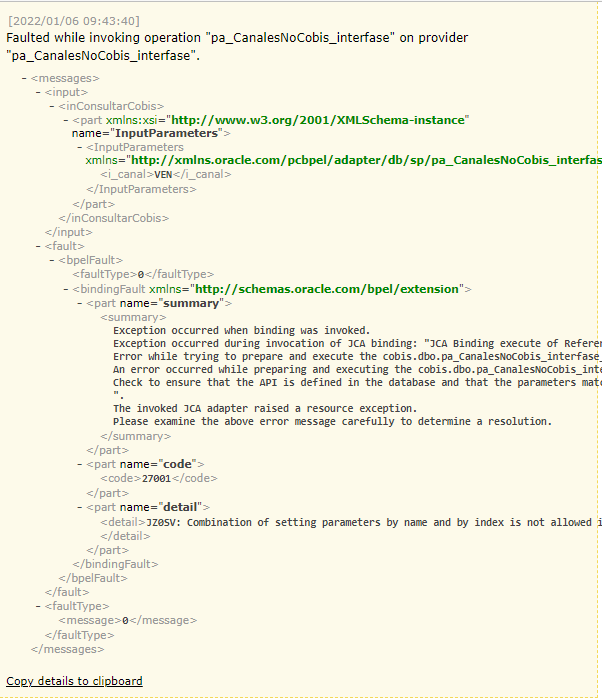 [2022/01/06 09:43:40]
Faulted while invoking operation "pa_CanalesNoCobis_interfase" on provider
"pa_CanalesNoCobis_interfase".
- <messages>
- <input>
- <inConsultarCobis>
- <part xmlns:xsi="http://www.w3.org/2001/XMLSchema-instance"
name="InputParameters">
- <InputParameters
xmlns="http://xmlns.oracle.com/pcbpel/adapter/db/sp/pa_CanalesNoCobis_interfas
<i_canal>VEN</i_canal>
</InputParameters>
</part>
</inConsultarCobis>
</input>
- <fault>
- <bpelFault>
<faultType>0</faultType>
- <bindingFault xmlns="http://schemas.oracle.com/bpel/extension">
- <part name="summary">
<summary>
Exception occurred when binding was invoked.
Exception occurred during invocation of JCA binding: "JCA Binding execute of Refere
Error while trying to prepare and execute the cobis.dbo.pa_CanalesNoCobis_interfase_
An error occurred while preparing and executing the cobis.dbo.pa_CanalesNoCobis_inte
Check to ensure that the API is defined in the database and that the parameters mat
".
The invoked JCA adapter raised a resource exception.
Please examine the above error message carefully to determine a resolution.
</summary>
</part>
- <part name="code">
<code>27001</code>
</part>
- <part name="detail">
<detail>JZ0SV: Combination of setting parameters by name and by index is not allowed i
</detail>
</part>
</bindingFault>
</bpelFault>
</fault>
- <faultType>
<message>0</message>
</faultType>
</messages>
Copy details to clipboard